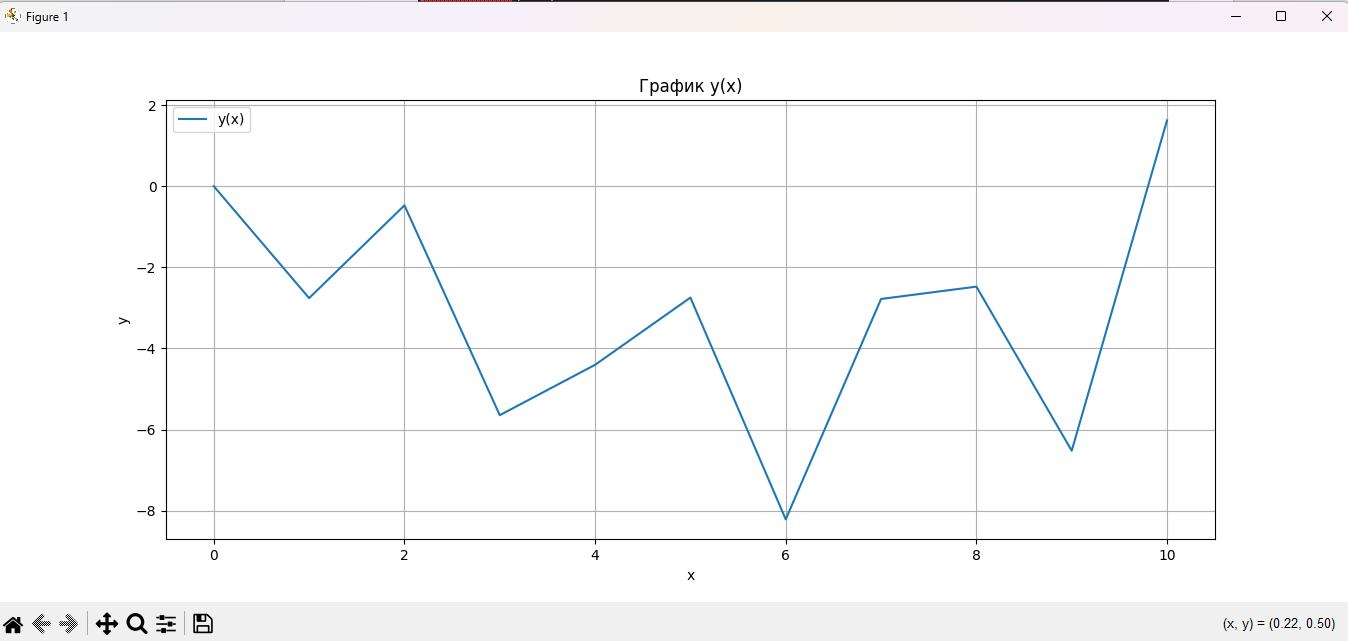 Figure 1
График y(x)
y(x)
2
0
−2
−4
−6
−8
y
0 2 4 6 8 10
x
(x, y) = (0.22, 0.50)